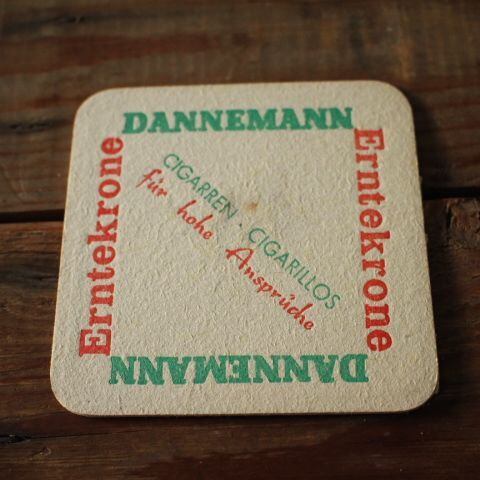 DANNEMANN
Erntekrone
CIGARREN · CIGARILLOS
für hohe Ansprüche
Erntekrone
DANNEMANN